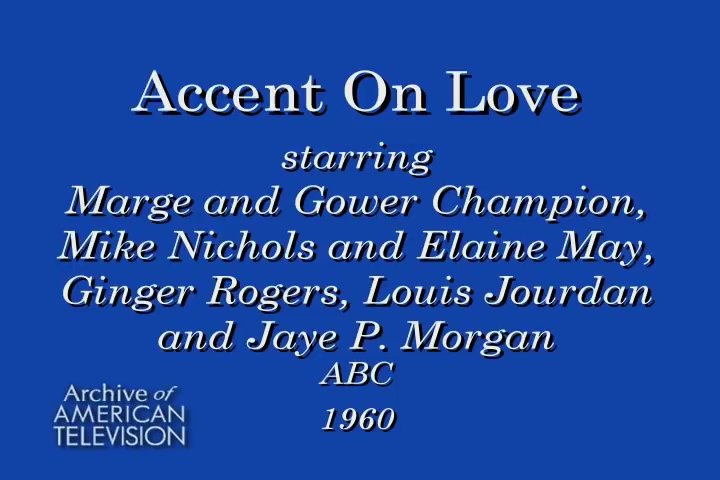 Accent On Love
starring
Marge and Gower Champion,
Mike Nichols and Elaine May,
Ginger Rogers, Louis Jourdan
and Jaye P. Morgan
ABC
1960
Archive of
AMERICAN
TELEVISION